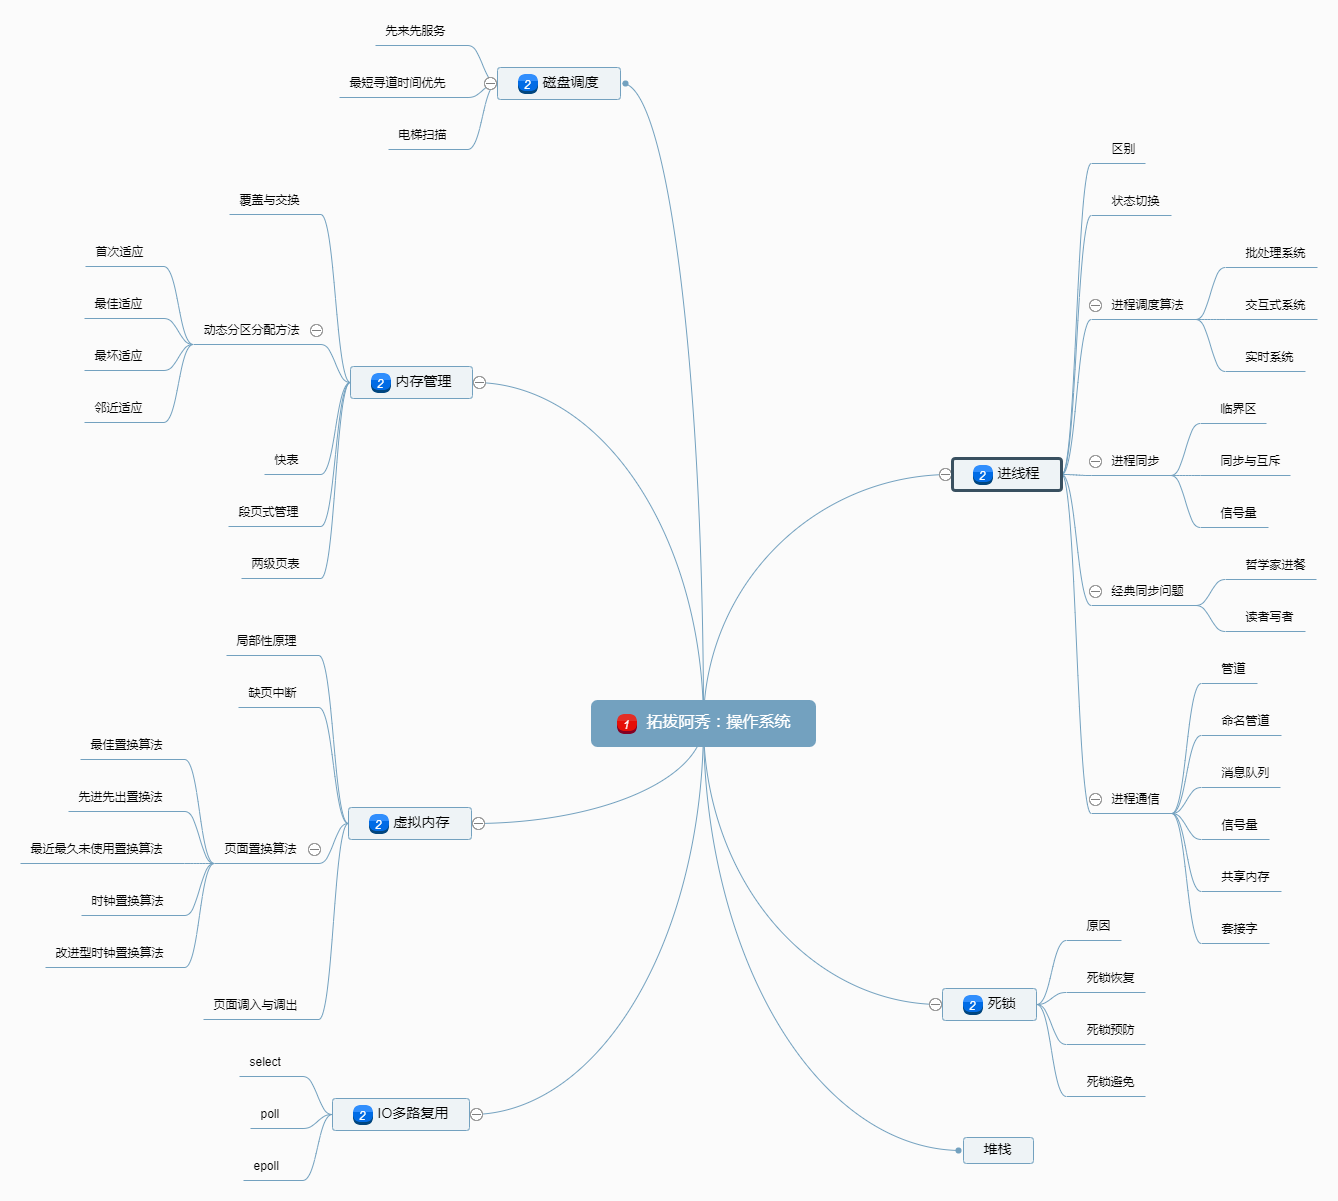 1 拓拔阿秀：操作系统
2 磁盘调度
先来先服务
最短寻道时间优先
电梯扫描
2 内存管理
覆盖与交换
动态分区分配方法
首次适应
最佳适应
最坏适应
邻近适应
快表
段页式管理
两级页表
2 虚拟内存
局部性原理
缺页中断
页面置换算法
最佳置换算法
先进先出置换法
最近最久未使用置换算法
时钟置换算法
改进型时钟置换算法
页面调入与调出
2 IO多路复用
select
poll
epoll
2 进线程
区别
状态切换
进程调度算法
批处理系统
交互式系统
实时系统
进程同步
临界区
同步与互斥
信号量
经典同步问题
哲学家进餐
读者写者
进程通信
管道
命名管道
消息队列
信号量
共享内存
套接字
2 死锁
原因
死锁恢复
死锁预防
死锁避免
堆栈